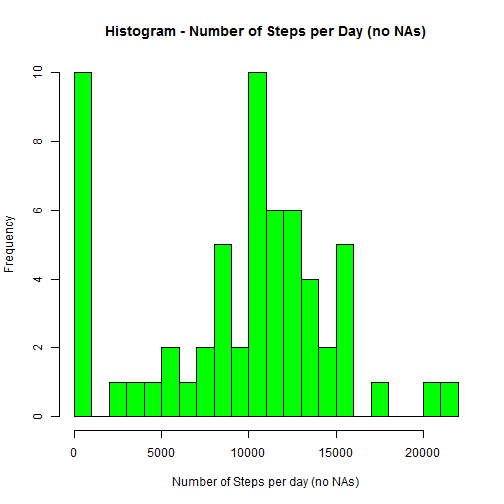 Histogram - Number of Steps per Day (no NAs)
Frequency
10
8
6
4
2
0
0 5000 10000 15000 20000
Number of Steps per day (no NAs)